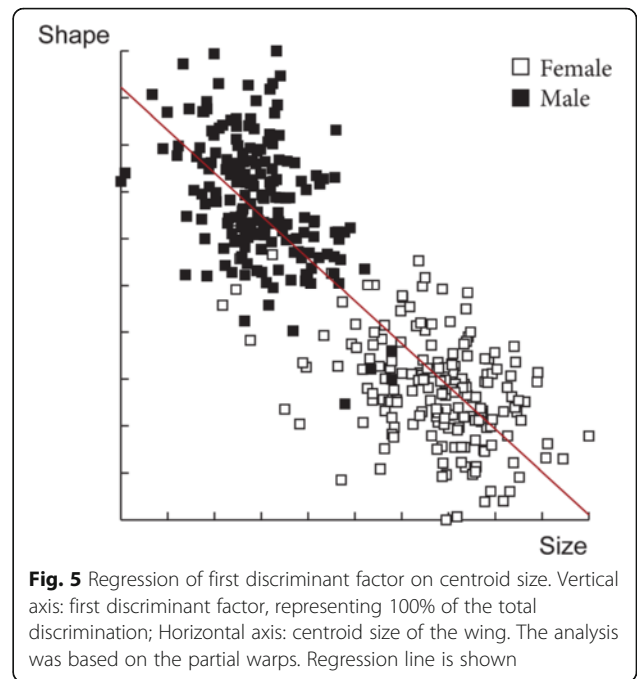 Shape
Female
Male
Size
Fig. 5 Regression of first discriminant factor on centroid size. Vertical
axis: first discriminant factor, representing 100% of the total
discrimination; Horizontal axis: centroid size of the wing. The analysis
was based on the partial warps. Regression line is shown